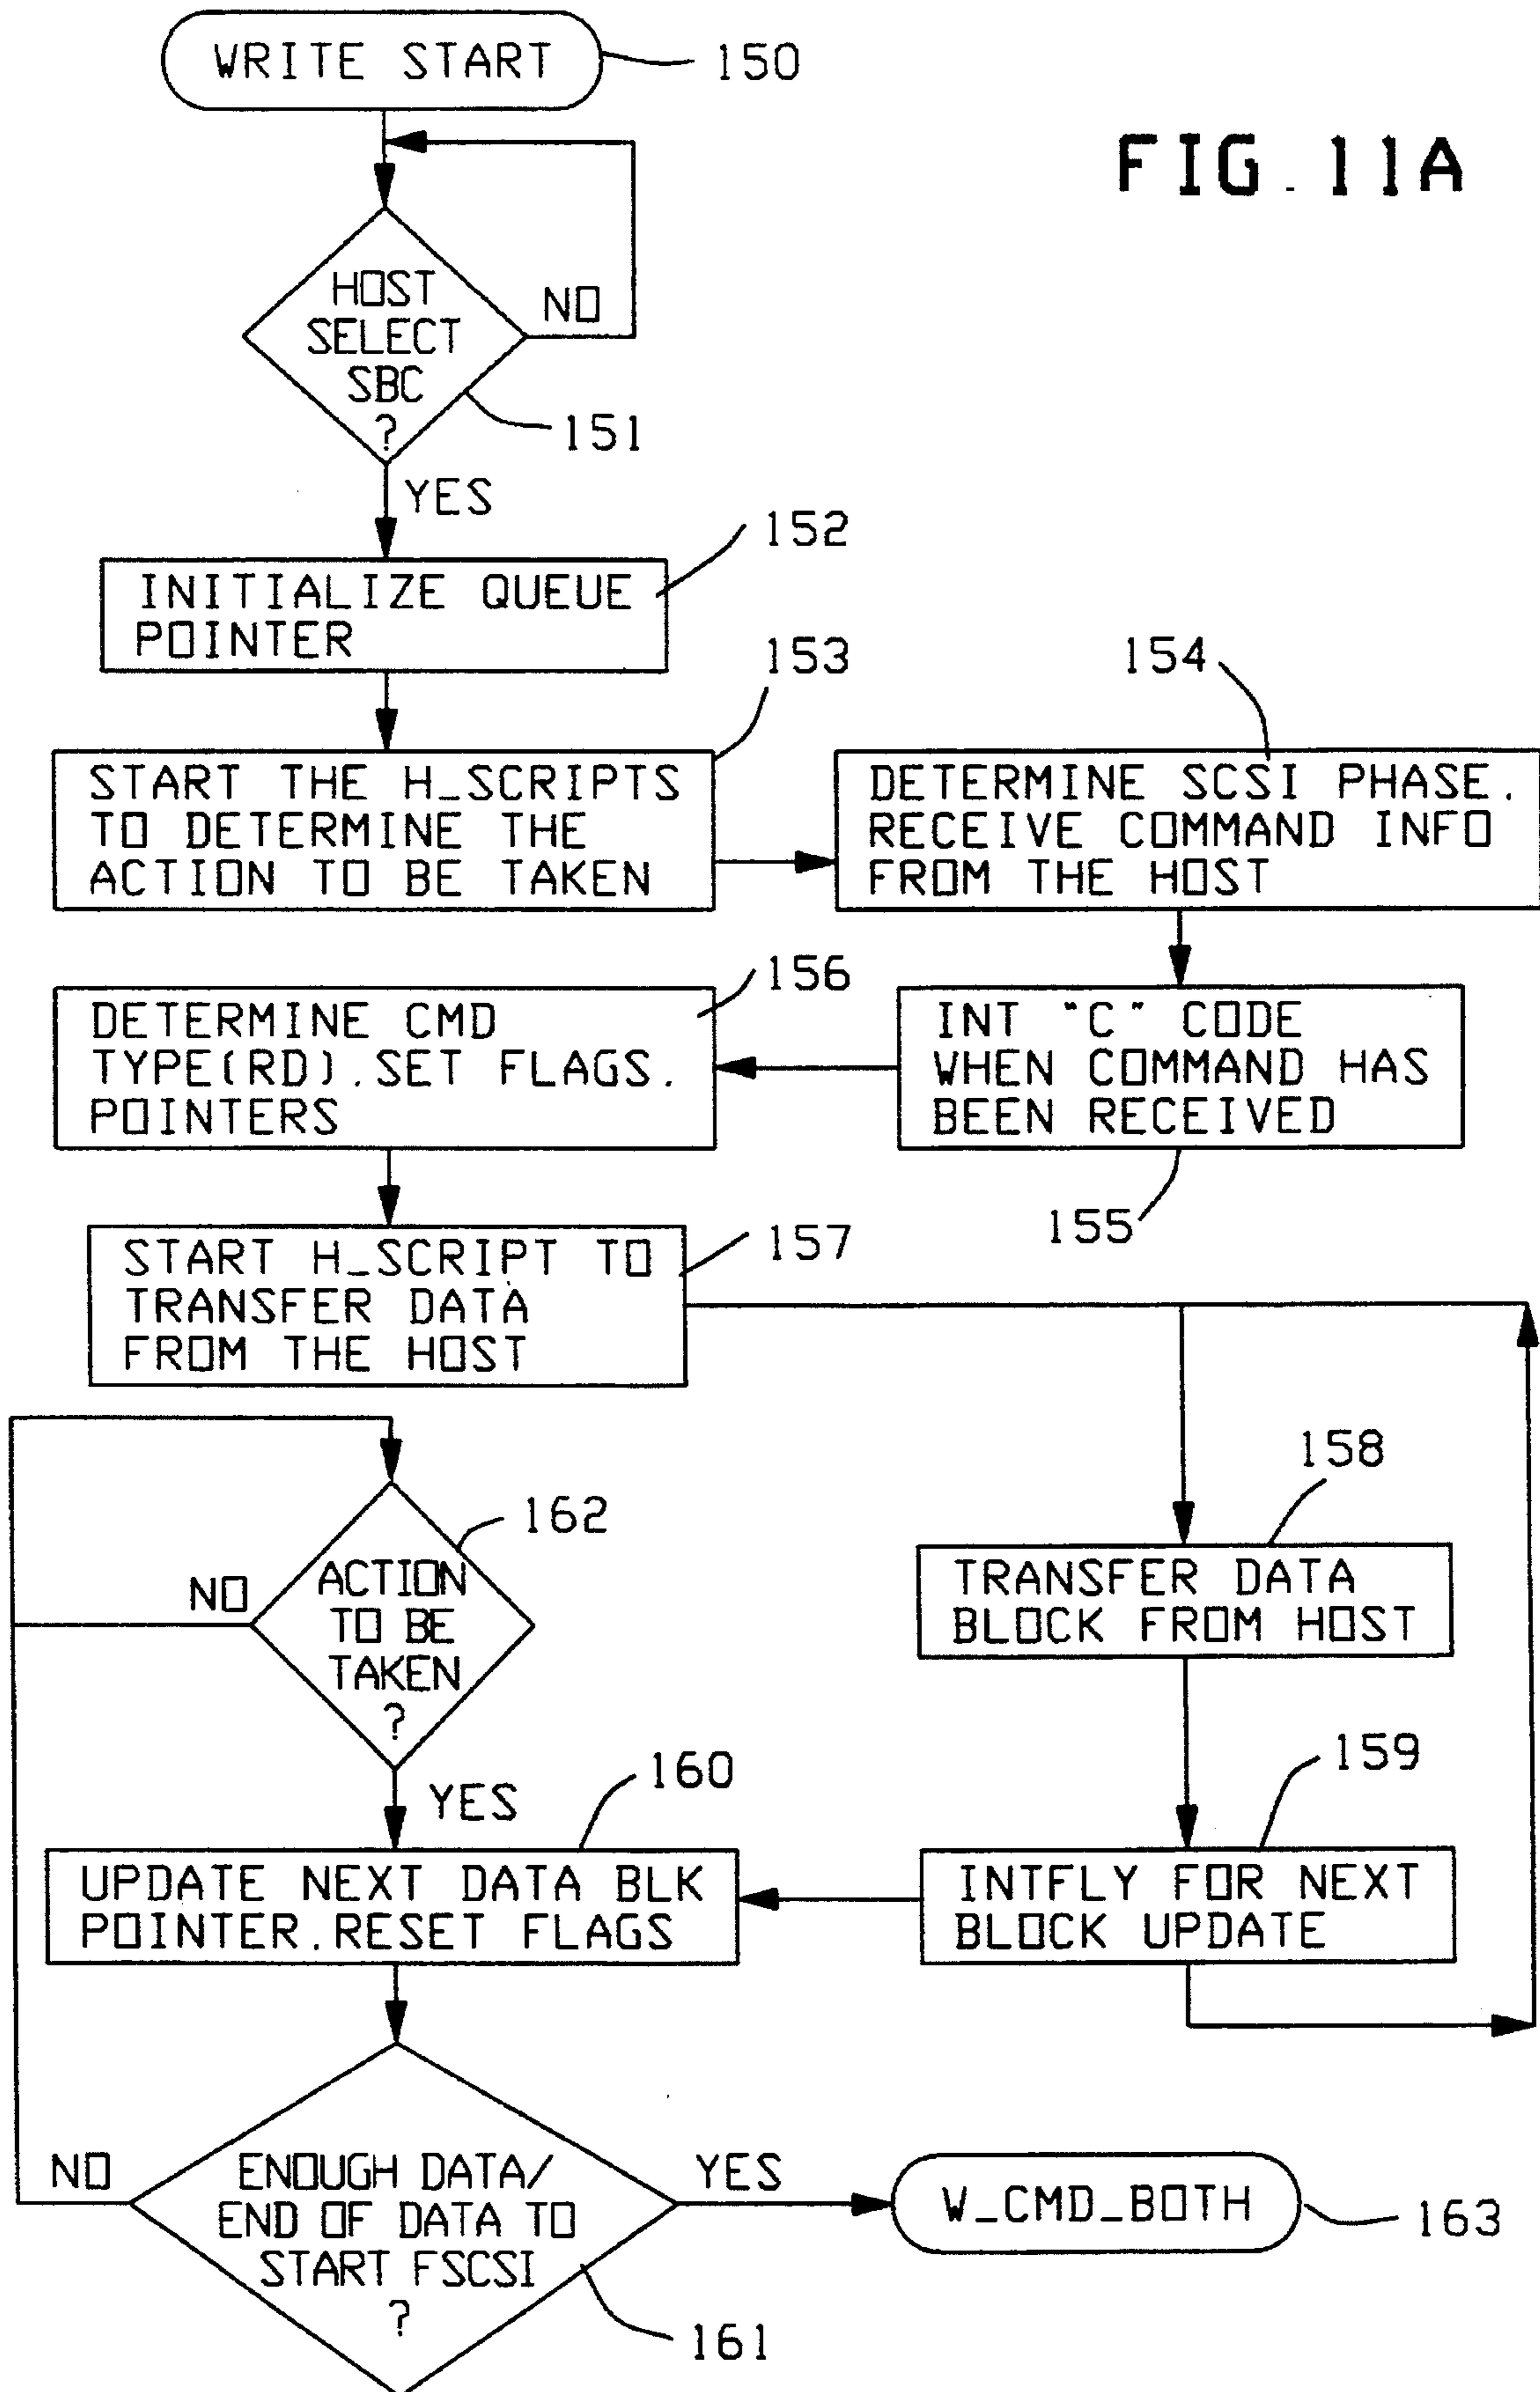 WRITE START
150
FIG. 11A
HOST
SELECT
SBC
?
NO
151
YES
152
INITIALIZE QUEUE
POINTER
153
154
START THE H_SCRIPTS
TO DETERMINE THE
ACTION TO BE TAKEN
DETERMINE SCSI PHASE.
RECEIVE COMMAND INFO
FROM THE HOST
156
DETERMINE CMD
TYPE(RD).SET FLAGS.
POINTERS
INT "C" CODE
WHEN COMMAND HAS
BEEN RECEIVED
155
157
START H_SCRIPT TO
TRANSFER DATA
FROM THE HOST
158
162
ACTION
TO BE
TAKEN
?
NO
TRANSFER DATA
BLOCK FROM HOST
159
160
YES
UPDATE NEXT DATA BLK
POINTER.RESET FLAGS
INTFLY FOR NEXT
BLOCK UPDATE
NO
ENOUGH DATA/
END OF DATA TO
START FSCSI
?
YES
W_CMD_BOTH
163
161